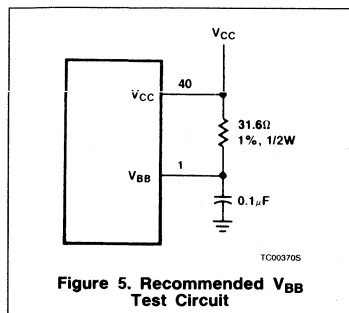 VCC
40
VCC
31.6Ω
1%, 1/2W
1
VBB
0.1μF
TC00370S
Figure 5. Recommended VBB
Test Circuit